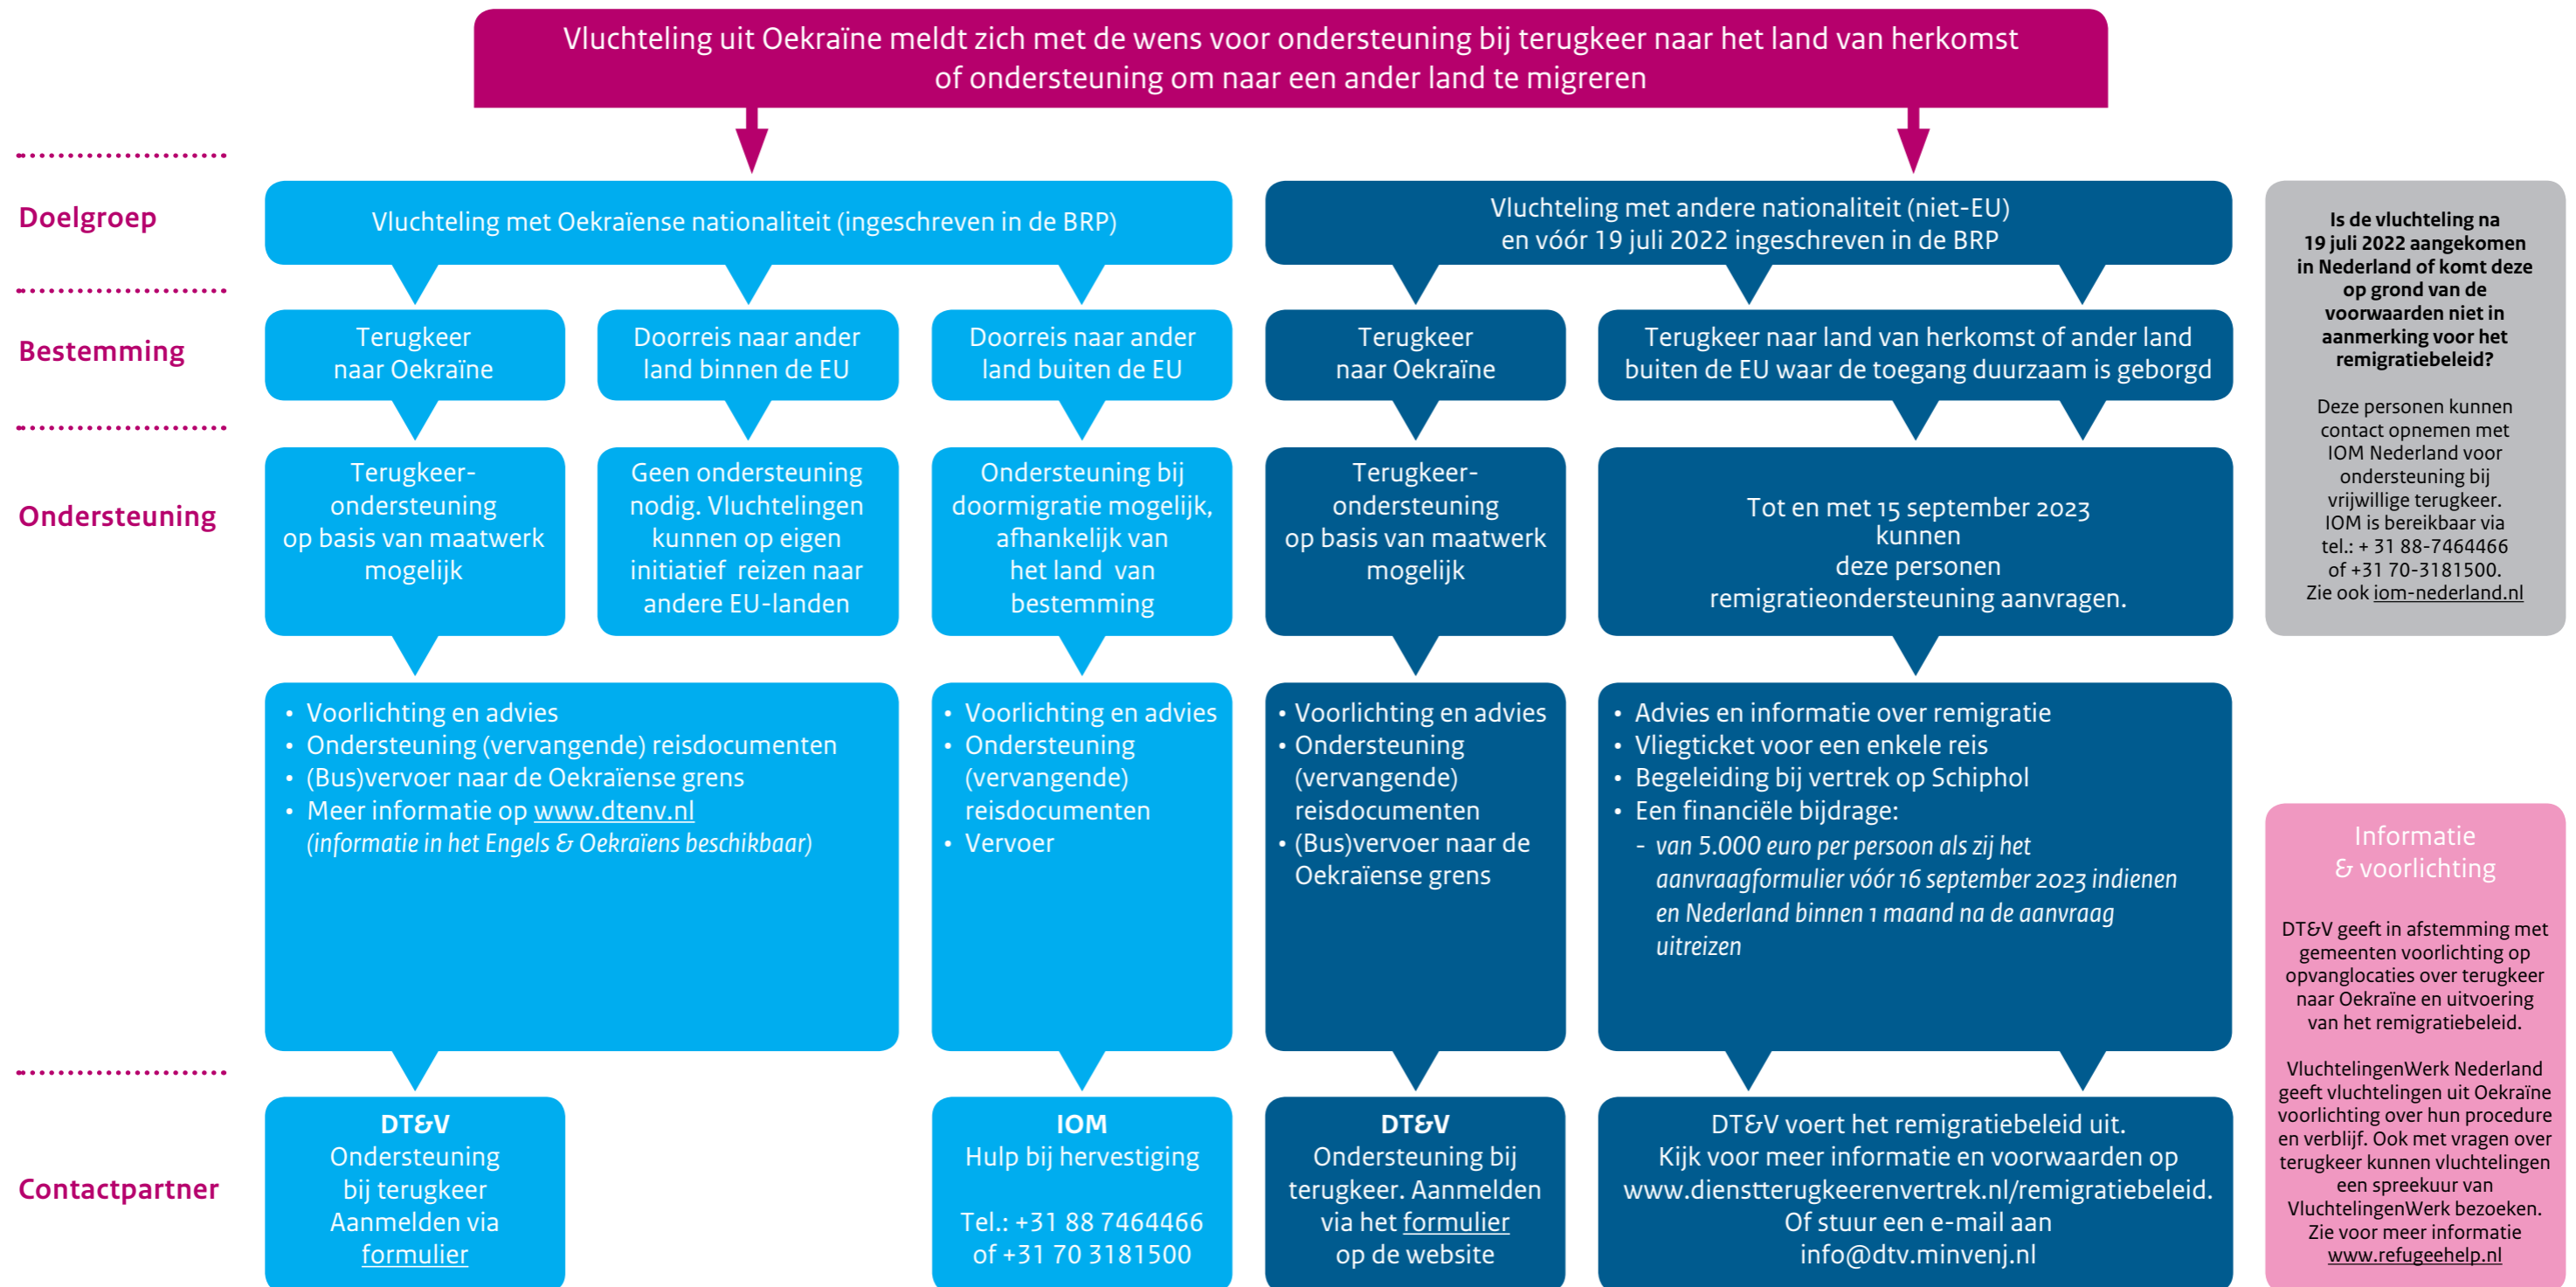 Vluchteling uit Oekraïne meldt zich met de wens voor ondersteuning bij terugkeer naar het land van herkomst
of ondersteuning om naar een ander land te migreren
Doelgroep
Vluchteling met Oekraïense nationaliteit (ingeschreven in de BRP)
Vluchteling met andere nationaliteit (niet-EU)
en vóór 19 juli 2022 ingeschreven in de BRP
Bestemming
Terugkeer
naar Oekraïne
Doorreis naar ander
land binnen de EU
Doorreis naar ander
land buiten de EU
Terugkeer
naar Oekraïne
Terugkeer naar land van herkomst of ander land
buiten de EU waar de toegang duurzaam is geborgd
Ondersteuning
Terugkeer-
ondersteuning
op basis van maatwerk
mogelijk
Geen ondersteuning
nodig. Vluchtelingen
kunnen op eigen
initiatief reizen naar
andere EU-landen
Ondersteuning bij
doormigratie mogelijk,
afhankelijk van
het land van
bestemming
Terugkeer-
ondersteuning
op basis van maatwerk
mogelijk
Tot en met 15 september 2023
kunnen
deze personen
remigratieondersteuning aanvragen.
• Voorlichting en advies
• Ondersteuning (vervangende) reisdocumenten
• (Bus)vervoer naar de Oekraïense grens
• Meer informatie op www.dtenv.nl
(informatie in het Engels & Oekraïens beschikbaar)
• Voorlichting en advies
• Ondersteuning
(vervangende)
reisdocumenten
• Vervoer
• Voorlichting en advies
• Ondersteuning
(vervangende)
reisdocumenten
• (Bus)vervoer naar de
Oekraïense grens
• Advies en informatie over remigratie
• Vliegticket voor een enkele reis
• Begeleiding bij vertrek op Schiphol
• Een financiële bijdrage:
- van 5.000 euro per persoon als zij het
aanvraagformulier vóór 16 september 2023 indienen
en Nederland binnen 1 maand na de aanvraag
uitreizen
Contactpartner
DT&V
Ondersteuning
bij terugkeer
Aanmelden via
formulier
IOM
Hulp bij hervestiging
Tel.: +31 88 7464466
of +31 70 3181500
DT&V
Ondersteuning bij
terugkeer. Aanmelden
via het formulier
op de website
DT&V voert het remigratiebeleid uit.
Kijk voor meer informatie en voorwaarden op
www.dienstterugkeerenvertrek.nl/remigratiebeleid.
Of stuur een e-mail aan
info@dtv.minvenj.nl
Is de vluchteling na
19 juli 2022 aangekomen
in Nederland of komt deze
op grond van de
voorwaarden niet in
aanmerking voor het
remigratiebeleid?
Deze personen kunnen
contact opnemen met
IOM Nederland voor
ondersteuning bij
vrijwillige terugkeer.
IOM is bereikbaar via
tel.: + 31 88-7464466
of +31 70-3181500.
Zie ook iom-nederland.nl
Informatie
& voorlichting
DT&V geeft in afstemming met
gemeenten voorlichting op
opvanglocaties over terugkeer
naar Oekraïne en uitvoering
van het remigratiebeleid.
VluchtelingenWerk Nederland
geeft vluchtelingen uit Oekraïne
voorlichting over hun procedure
en verblijf. Ook met vragen over
terugkeer kunnen vluchtelingen
een spreekuur van
VluchtelingenWerk bezoeken.
Zie voor meer informatie
www.refugeehelp.nl